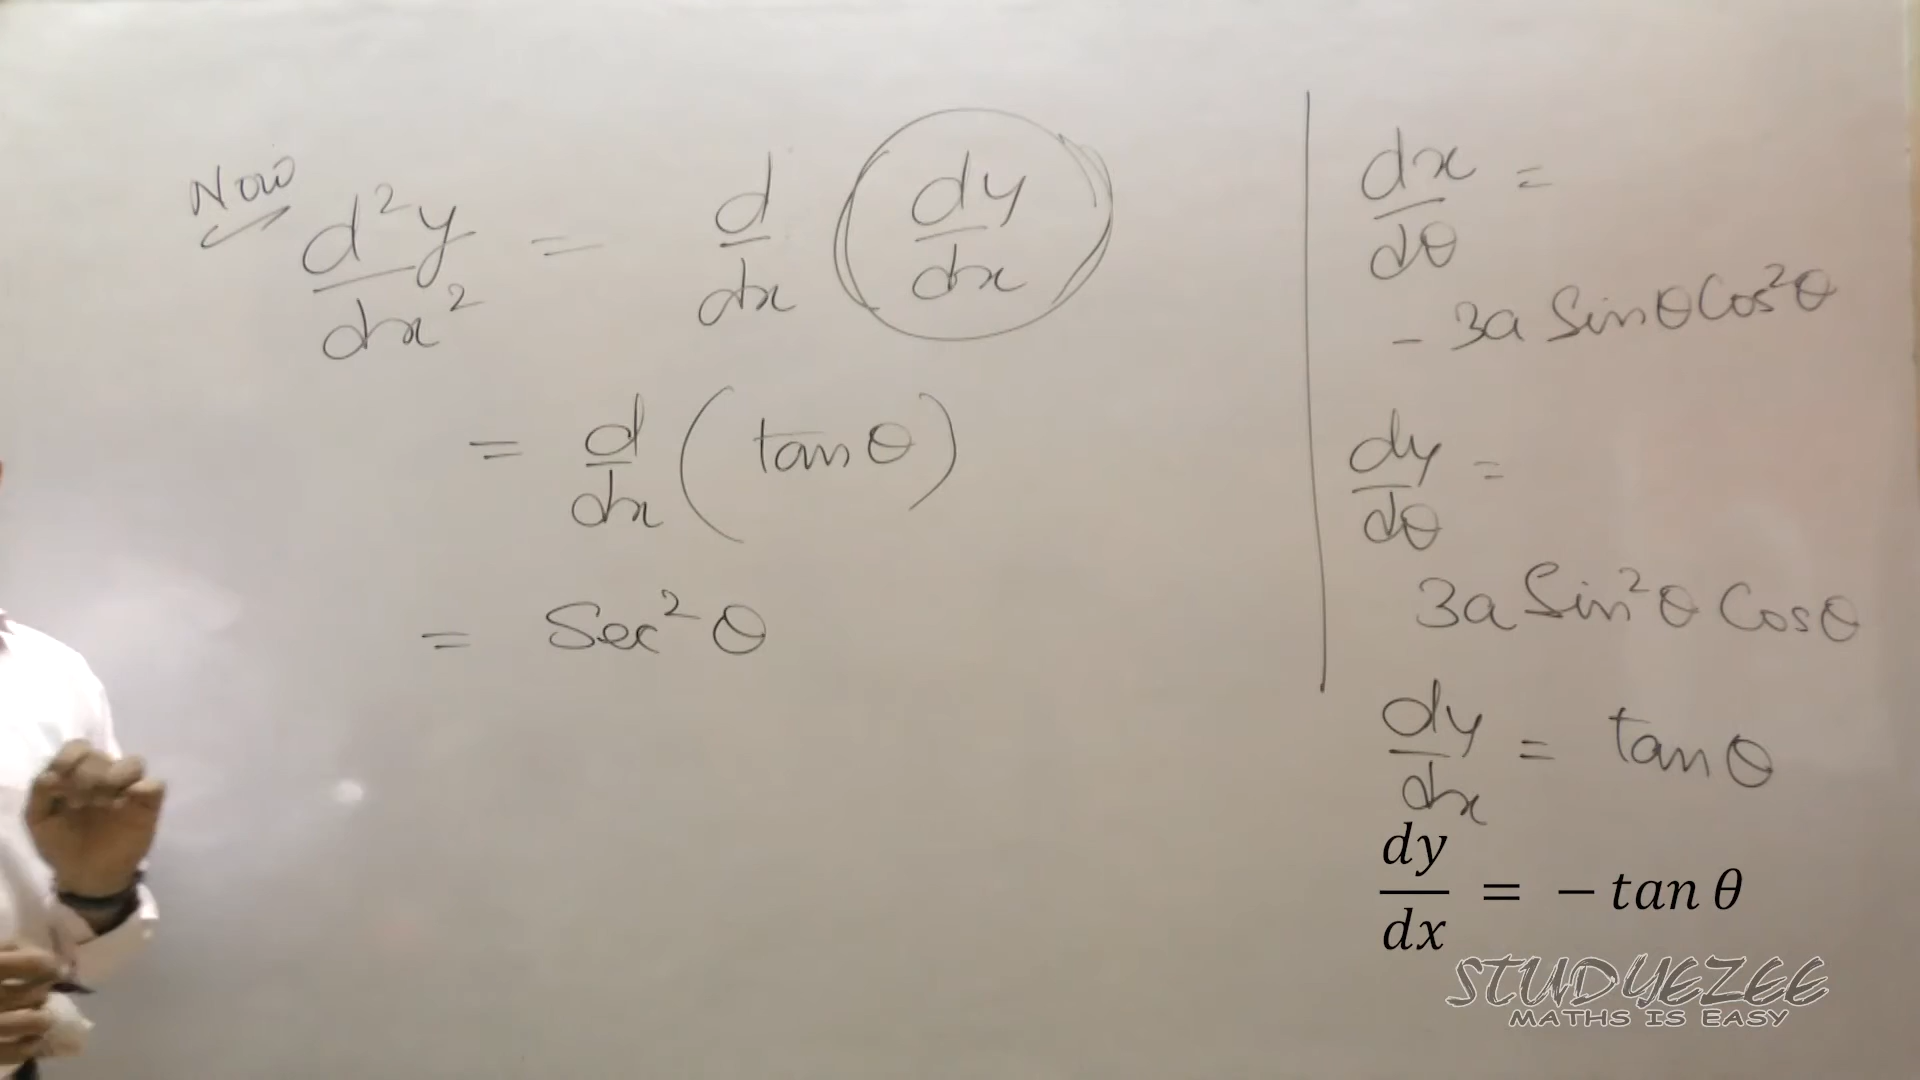 Now
d²y/dx² = d/dx (dy/dx)
= d/dx (tan θ)
= Sec² θ
dx/dθ =
- 3a Sin θ Cos² θ
dy/dθ =
3a Sin² θ Cos θ
dy/dx = tan θ
dy/dx = − tan θ
STUDYEZEE
MATHS IS EASY